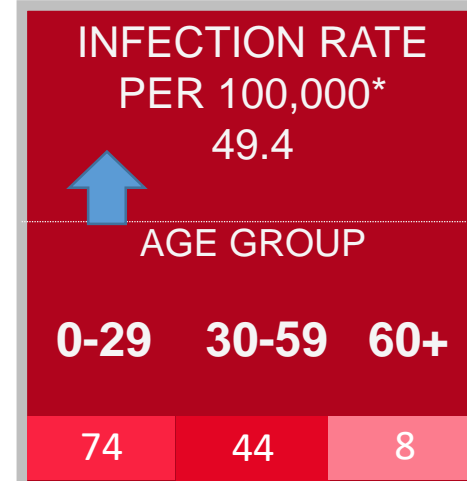 INFECTION RATE
PER 100,000*
49.4
AGE GROUP
0-29 30-59 60+
74 44 8